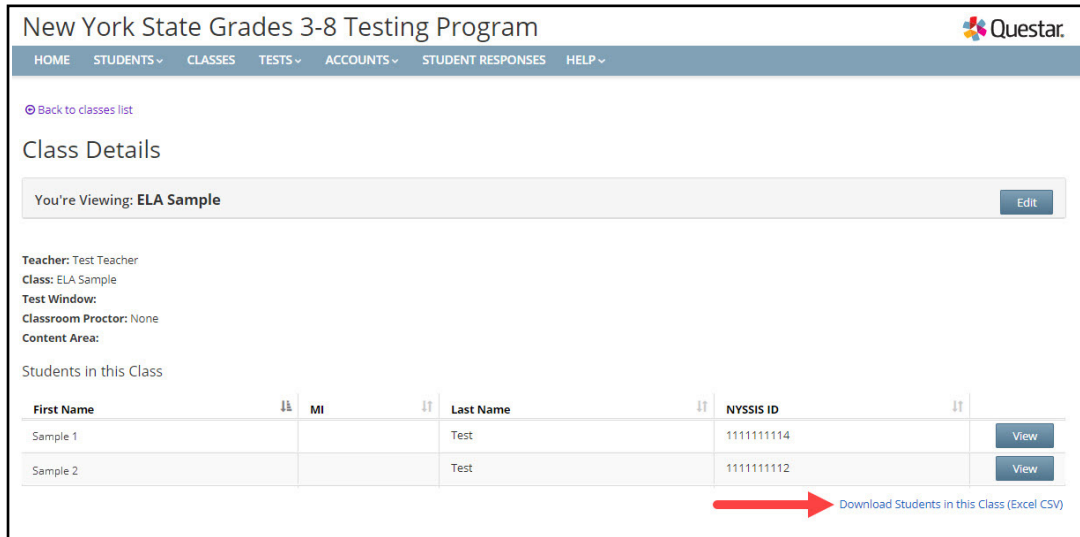 New York State Grades 3-8 Testing Program
Questar.
HOME STUDENTS CLASSES TESTS ACCOUNTS STUDENT RESPONSES HELP
Back to classes list
Class Details
You're Viewing: ELA Sample
Edit
Teacher: Test Teacher
Class: ELA Sample
Test Window:
Classroom Proctor: None
Content Area:
Students in this Class
First Name MI Last Name NYSSIS ID
Sample 1 Test 1111111114 View
Sample 2 Test 1111111112 View
Download Students in this Class (Excel CSV)